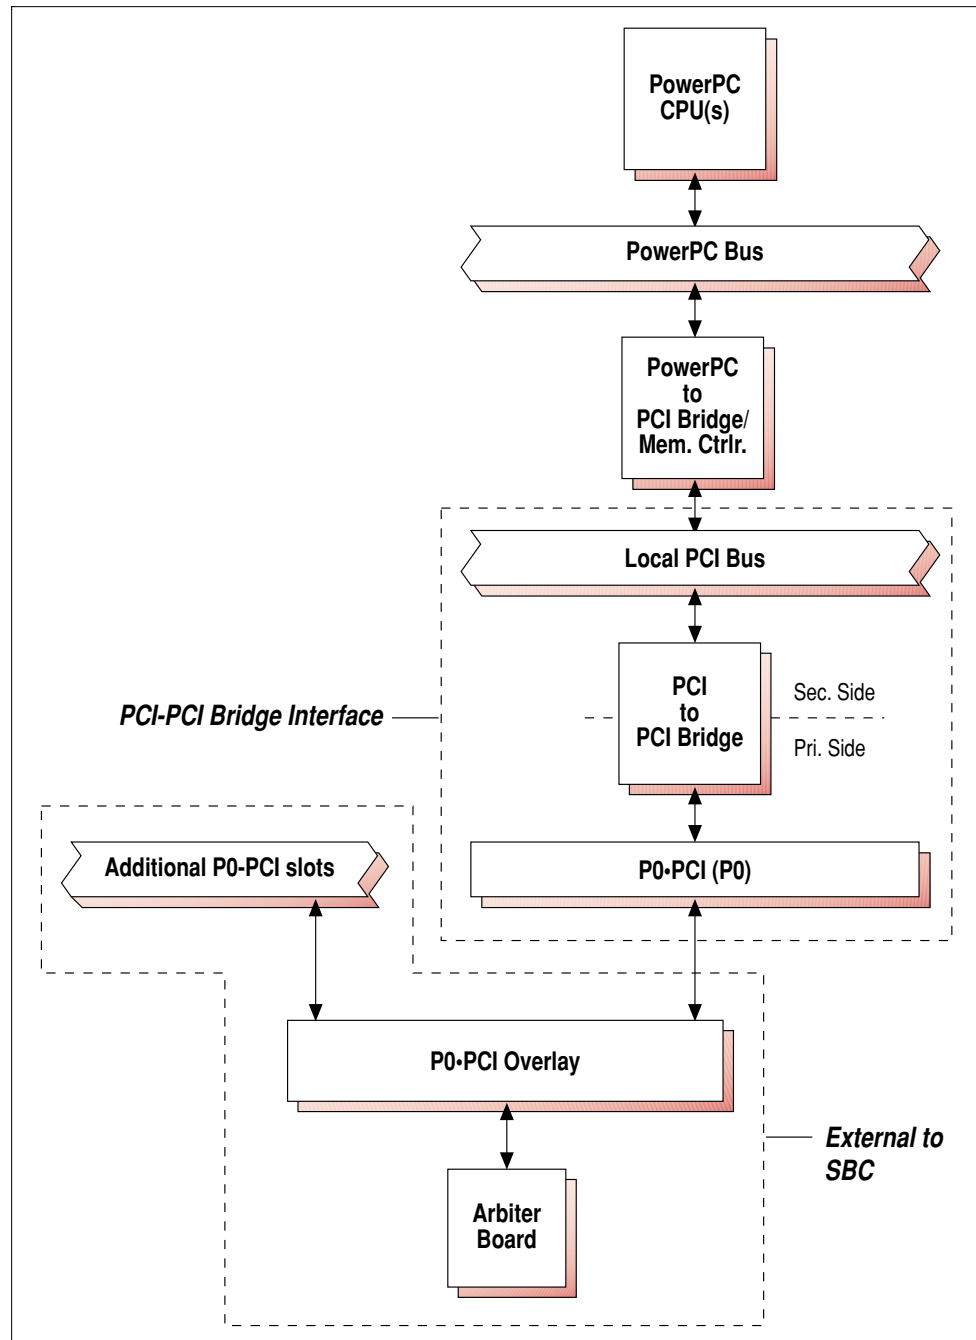 PowerPC
CPU(s)
PowerPC Bus
PowerPC
to
PCI Bridge/
Mem. Ctrlr.
Local PCI Bus
PCI
to
PCI Bridge
Sec. Side
Pri. Side
PCI-PCI Bridge Interface
Additional P0-PCI slots
P0•PCI (P0)
P0•PCI Overlay
External to
SBC
Arbiter
Board